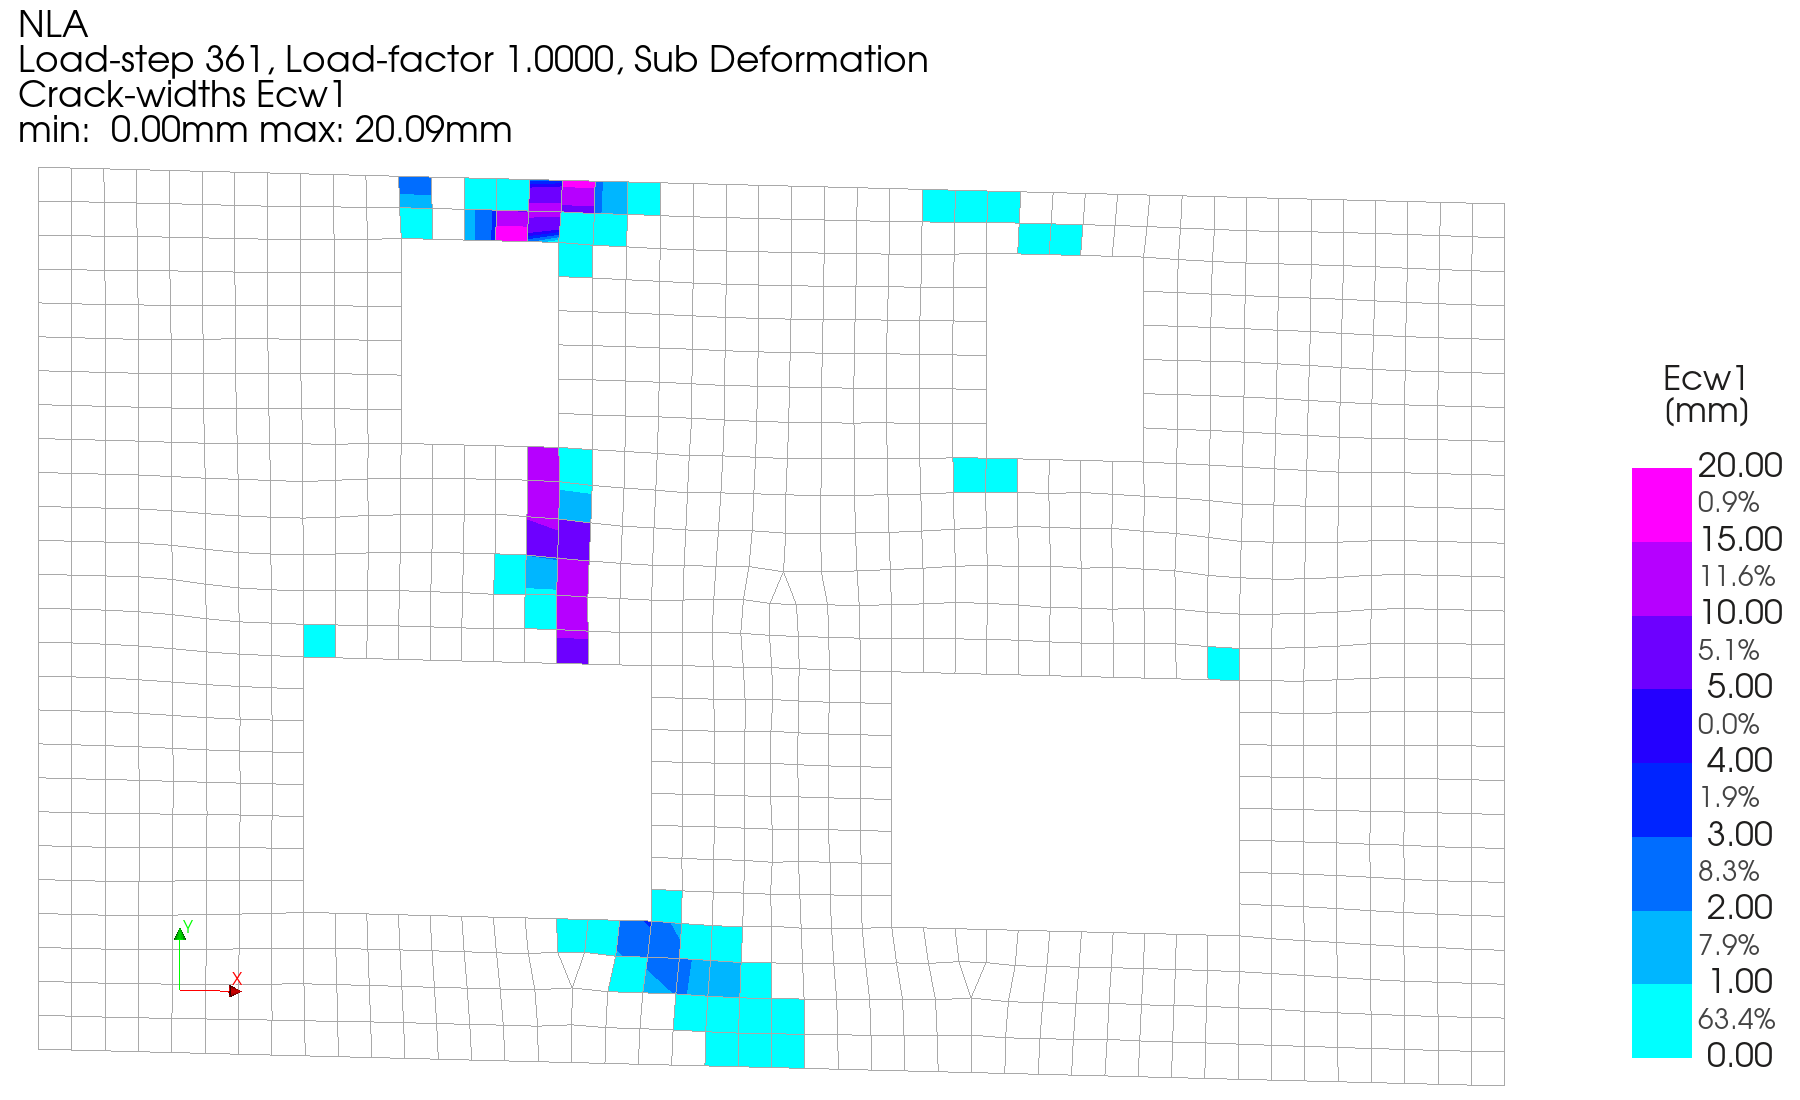 NLA
Load-step 361, Load-factor 1.0000, Sub Deformation
Crack-widths Ecw1
min:  0.00mm max: 20.09mm
Ecw1
(mm)
20.00
0.9%
15.00
11.6%
10.00
5.1%
5.00
0.0%
4.00
1.9%
3.00
8.3%
2.00
7.9%
1.00
63.4%
0.00
Y
X